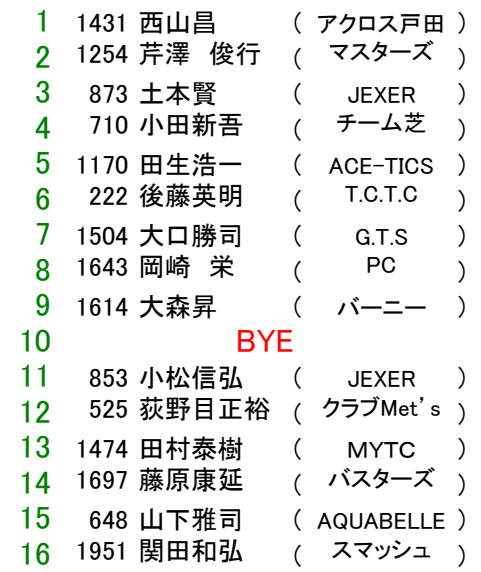 1 1431 西山昌 ( アクロス戸田 )
2 1254 芹澤　俊行 ( マスターズ )
3 873 土本賢 ( JEXER )
4 710 小田新吾 ( チーム芝 )
5 1170 田生浩一 ( ACE-TICS )
6 222 後藤英明 ( T.C.T.C )
7 1504 大口勝司 ( G.T.S )
8 1643 岡崎　栄 ( PC )
9 1614 大森昇 ( バーニー )
10 BYE
11 853 小松信弘 ( JEXER )
12 525 荻野目正裕 ( クラブMet’s )
13 1474 田村泰樹 ( MYTC )
14 1697 藤原康延 ( バスターズ )
15 648 山下雅司 ( AQUABELLE )
16 1951 関田和弘 ( スマッシュ )